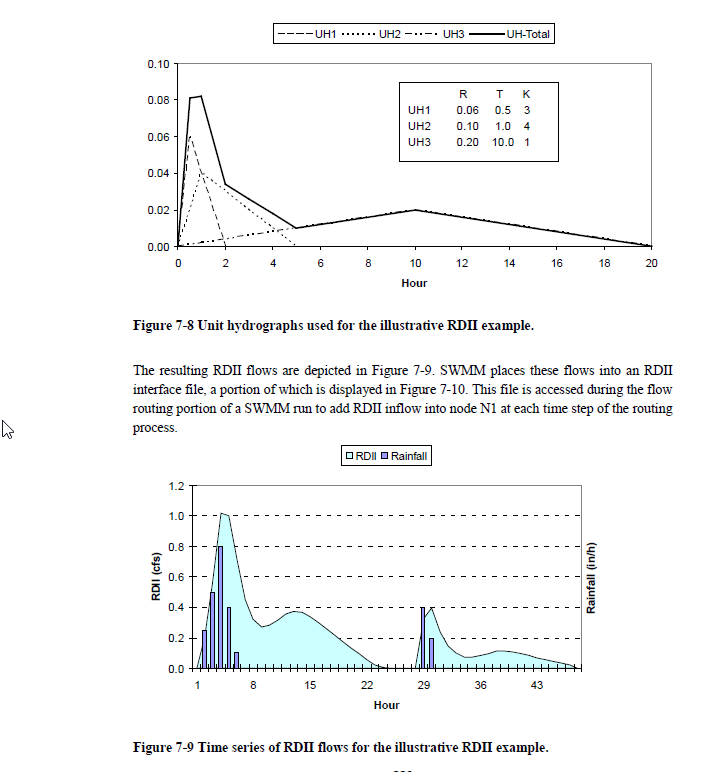 UH1 UH2 UH3 UH-Total
0.10
0.08
0.06
0.04
0.02
0.00
R T K
UH1 0.06 0.5 3
UH2 0.10 1.0 4
UH3 0.20 10.0 1
0 2 4 6 8 10 12 14 16 18 20
Hour
Figure 7-8 Unit hydrographs used for the illustrative RDII example.
The resulting RDII flows are depicted in Figure 7-9. SWMM places these flows into an RDII
interface file, a portion of which is displayed in Figure 7-10. This file is accessed during the flow
routing portion of a SWMM run to add RDII inflow into node N1 at each time step of the routing
process.
RDII Rainfall
1.2
1.0
0.8
0.6
0.4
0.2
0.0
RDII (cfs)
Rainfall (in/h)
1 8 15 22 29 36 43
Hour
Figure 7-9 Time series of RDII flows for the illustrative RDII example.